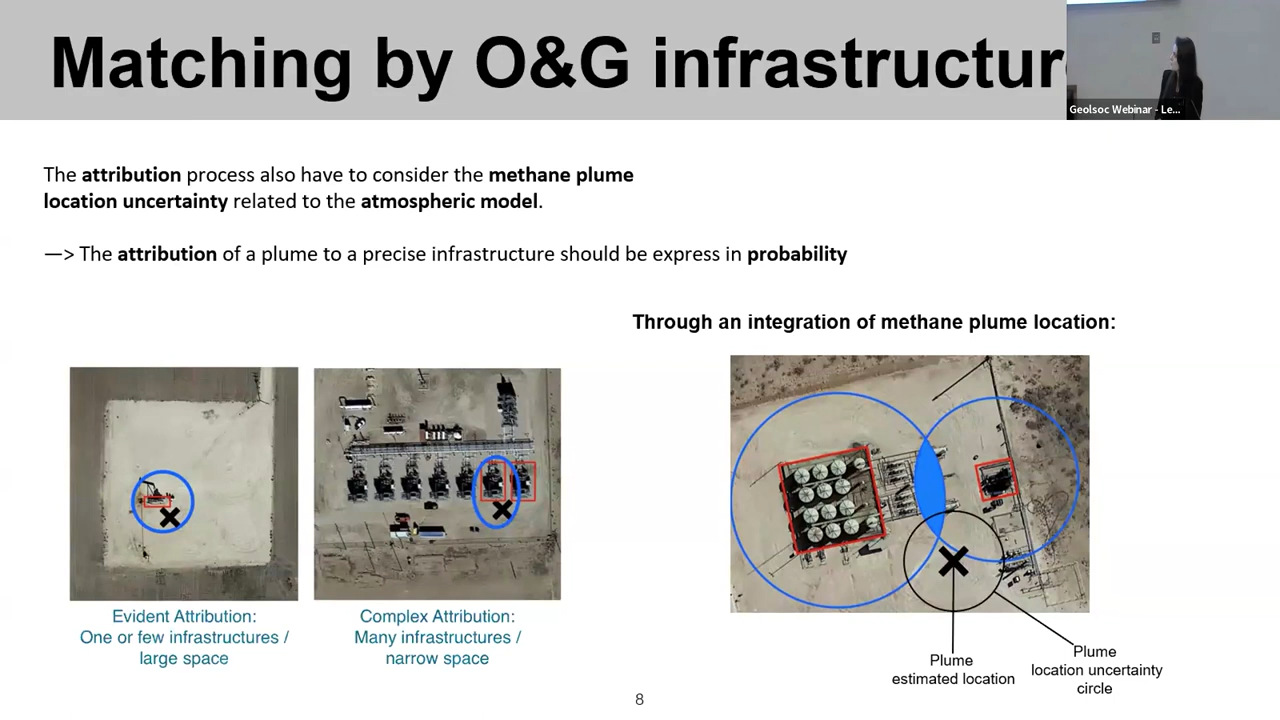 Matching by O&G infrastructur
Geolsoc Webinar - Le...
The attribution process also have to consider the methane plume
location uncertainty related to the atmospheric model.
—> The attribution of a plume to a precise infrastructure should be express in probability
Through an integration of methane plume location:
Evident Attribution:
One or few infrastructures /
large space
Complex Attribution:
Many infrastructures /
narrow space
Plume
estimated location
Plume
location uncertainty
circle
8